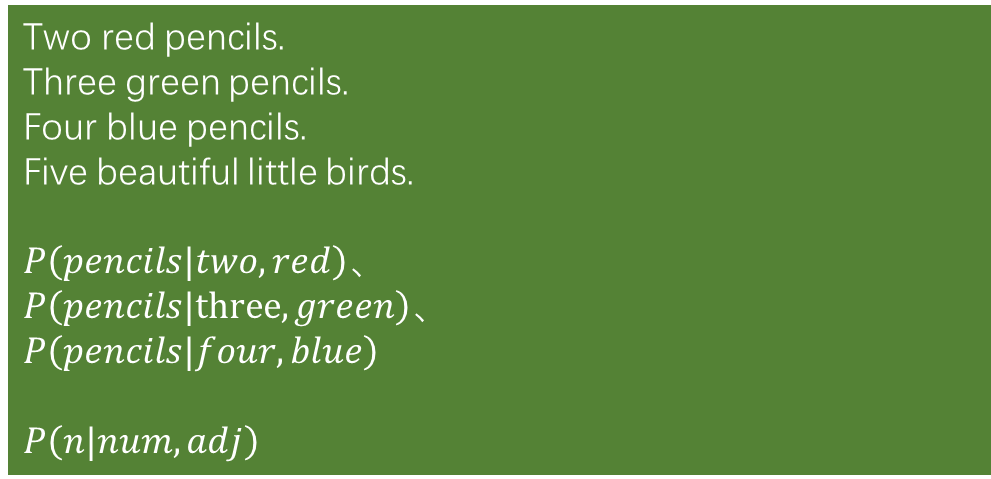 Two red pencils.
Three green pencils.
Four blue pencils.
Five beautiful little birds.
P(pencils|two, red)、
P(pencils|three, green)、
P(pencils|four, blue)
P(n|num, adj)